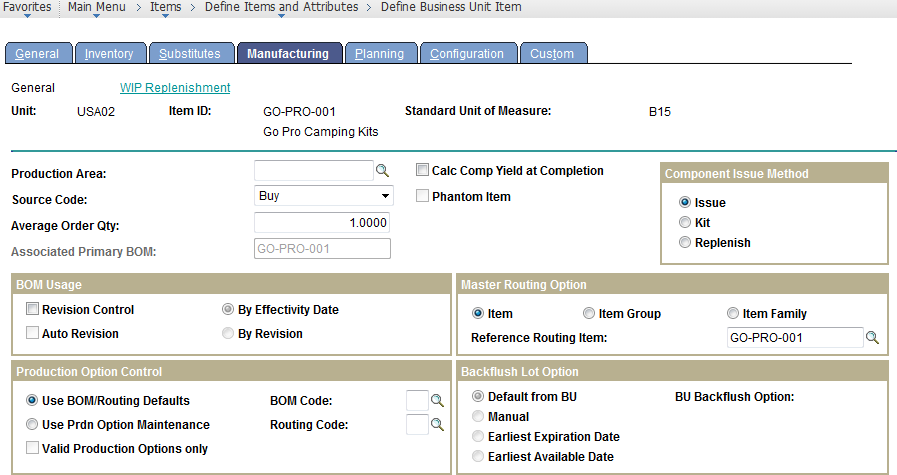 Favorites Main Menu > Items > Define Items and Attributes > Define Business Unit Item
General Inventory Substitutes Manufacturing Planning Configuration Custom
General WIP Replenishment
Unit: USA02 Item ID: GO-PRO-001 Standard Unit of Measure: B15
Go Pro Camping Kits
Production Area: Calc Comp Yield at Completion Component Issue Method
Source Code: Buy Phantom Item Issue
Average Order Qty: 1.0000 Kit
Associated Primary BOM: GO-PRO-001 Replenish
BOM Usage Master Routing Option
Revision Control By Effectivity Date Item Item Group Item Family
Auto Revision By Revision Reference Routing Item: GO-PRO-001
Production Option Control Backflush Lot Option
Use BOM/Routing Defaults BOM Code: Default from BU BU Backflush Option:
Use Prdn Option Maintenance Routing Code: Manual
Valid Production Options only Earliest Expiration Date
Earliest Available Date